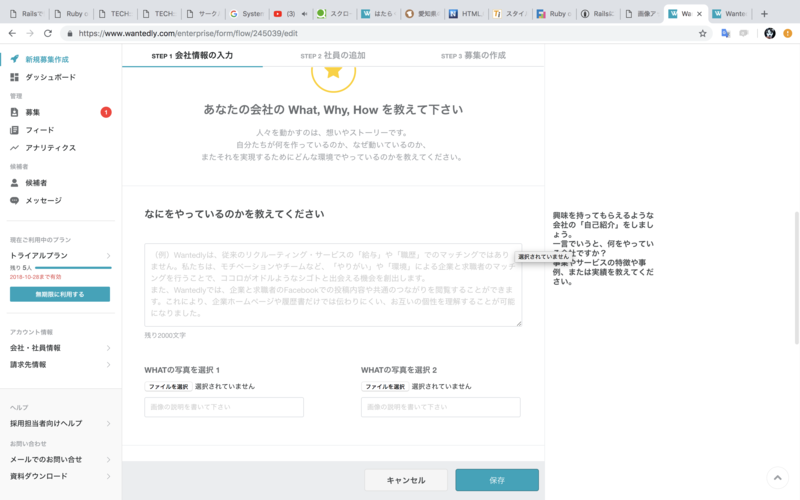 Railsで
Ruby o
TECH:
TECH:
サーク
System
(3)
スクロー
はたら
愛知県の
HTML
スタイ
Ruby o
Railsに
画像ア
Wa
Wante
https://www.wantedly.com/enterprise/form/flow/245039/edit
新規募集作成
ダッシュボード
管理
募集
1
フィード
アナリティクス
候補者
候補者
メッセージ
現在ご利用中のプラン
トライアルプラン
残り 5人
2018-10-26まで有効
無期限に利用する
アカウント情報
会社・社員情報
請求先情報
ヘルプ
採用担当者向けヘルプ
お問い合わせ
メールでのお問い合せ
資料ダウンロード
STEP 1 会社情報の入力
STEP 2 社員の追加
STEP 3 募集の作成
あなたの会社の What, Why, How を教えて下さい
人々を動かすのは、想いやストーリーです。
自分たちが何を作っているのか、なぜ動いているのか、
またそれを実現するためにどんな環境でやっているのかを教えてください。
なにをやっているのかを教えてください
（例）Wantedlyは、従来のリクルーティング・サービスの「給与」や「職歴」でのマッチングではあり
ません。私たちは、モチベーションやチームなど、「やりがい」や「環境」による企業と求職者のマッチ
ングを行うことで、ココロがオドルようなシゴトと出会える機会を創出します。
また、Wantedlyでは、企業と求職者のFacebookでの投稿内容や共通のつながりを閲覧することができま
す。これにより、企業ホームページや履歴書だけでは伝わりにくい、お互いの個性を理解することが可能
になりました。
残り2000文字
WHATの写真を選択 1
ファイルを選択 選択されていません
画像の説明を書いて下さい
WHATの写真を選択 2
ファイルを選択 選択されていません
画像の説明を書いて下さい
キャンセル
保存
興味を持ってもらえるような
会社の「自己紹介」をしまし
ょう。
一言でいうと、何をやってい
会社ですか？
選択されていません
事業やサービスの特徴や事
例、または実績を教えてくだ
さい。